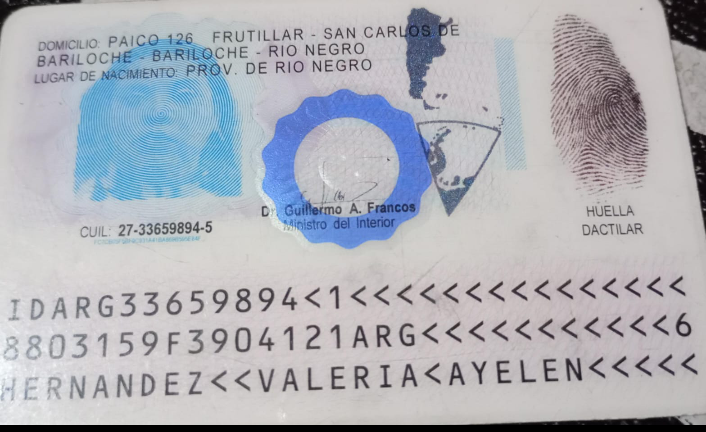 DOMICILIO: PAICO 126 FRUTILLAR - SAN CARLOS DE
BARILOCHE - BARILOCHE - RIO NEGRO
LUGAR DE NACIMIENTO: PROV. DE RIO NEGRO
CUIL: 27-33659894-5
Dr. Guillermo A. Francos
Ministro del Interior
HUELLA
DACTILAR
IDARG33659894<1<<<<<<<<<<<<<<<
8803159F3904121ARG<<<<<<<<<<<6
HERNANDEZ<<VALERIA<AYELEN<<<<<